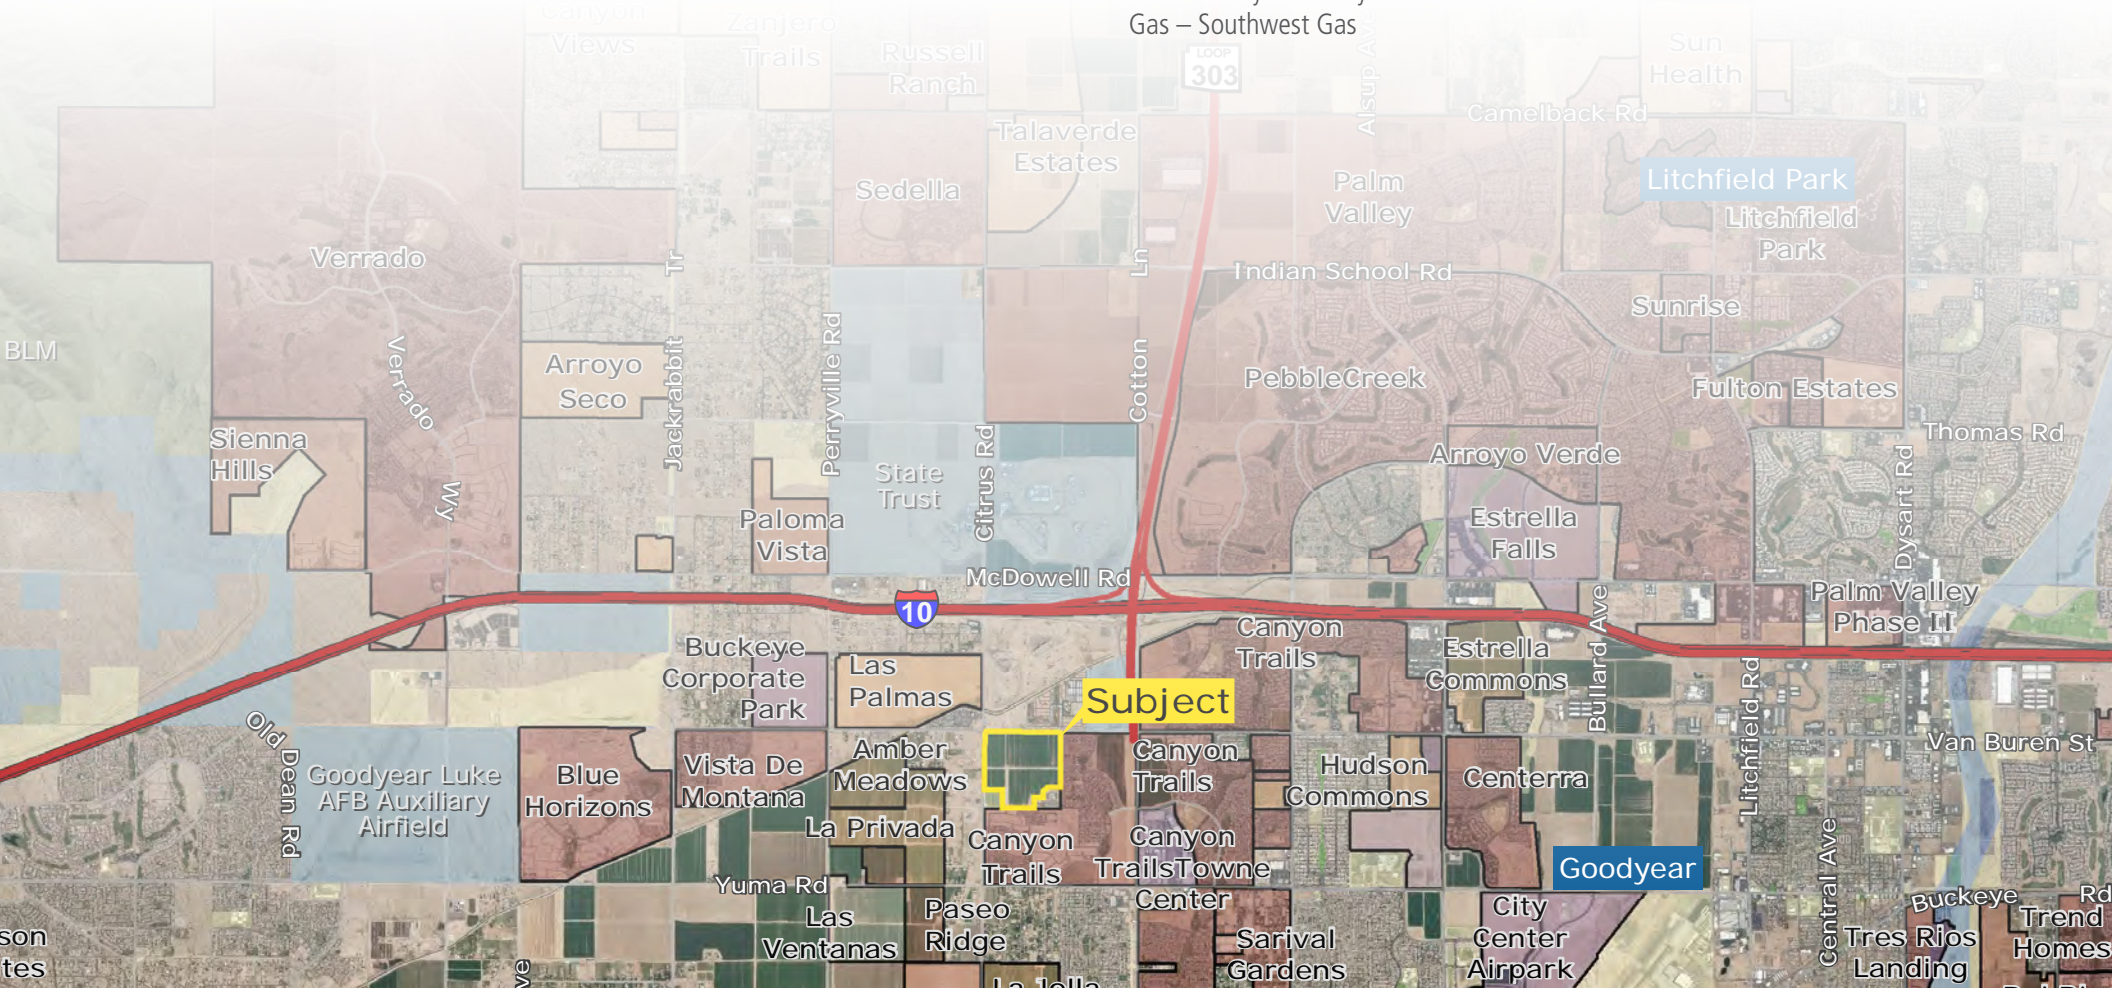 Gas – Southwest Gas
Canyon
Views
Zanjero
Trails
Russell
Ranch
LOOP
303
Alsup Av
Sun
Health
Camelback Rd
Talaverde
Estates
Sedella
Palm
Valley
Litchfield Park
Litchfield
Park
Verrado
Jackrabbit Tr
Cotton Ln
Indian School Rd
Sunrise
BLM
Verrado Wy
Arroyo
Seco
Perryville Rd
PebbleCreek
Fulton Estates
Sienna
Hills
State
Trust
Citrus Rd
Arroyo Verde
Thomas Rd
Dysart Rd
Paloma
Vista
Estrella
Falls
McDowell Rd
10
Palm Valley
Phase II
Buckeye
Corporate
Park
Las
Palmas
Canyon
Trails
Estrella
Commons
Bullard Ave
Litchfield Rd
Subject
Old Dean Rd
Van Buren St
Goodyear Luke
AFB Auxiliary
Airfield
Blue
Horizons
Vista De
Montana
Amber
Meadows
Canyon
Trails
Hudson
Commons
Centerra
La Privada
Canyon
Trails
Canyon
TrailsTowne
Center
Goodyear
Central Ave
Yuma Rd
Las
Ventanas
Paseo
Ridge
Sarival
Gardens
City
Center
Airpark
Buckeye Rd
Tres Rios
Landing
Trend
Homes
son
tes
ve
La Jolla